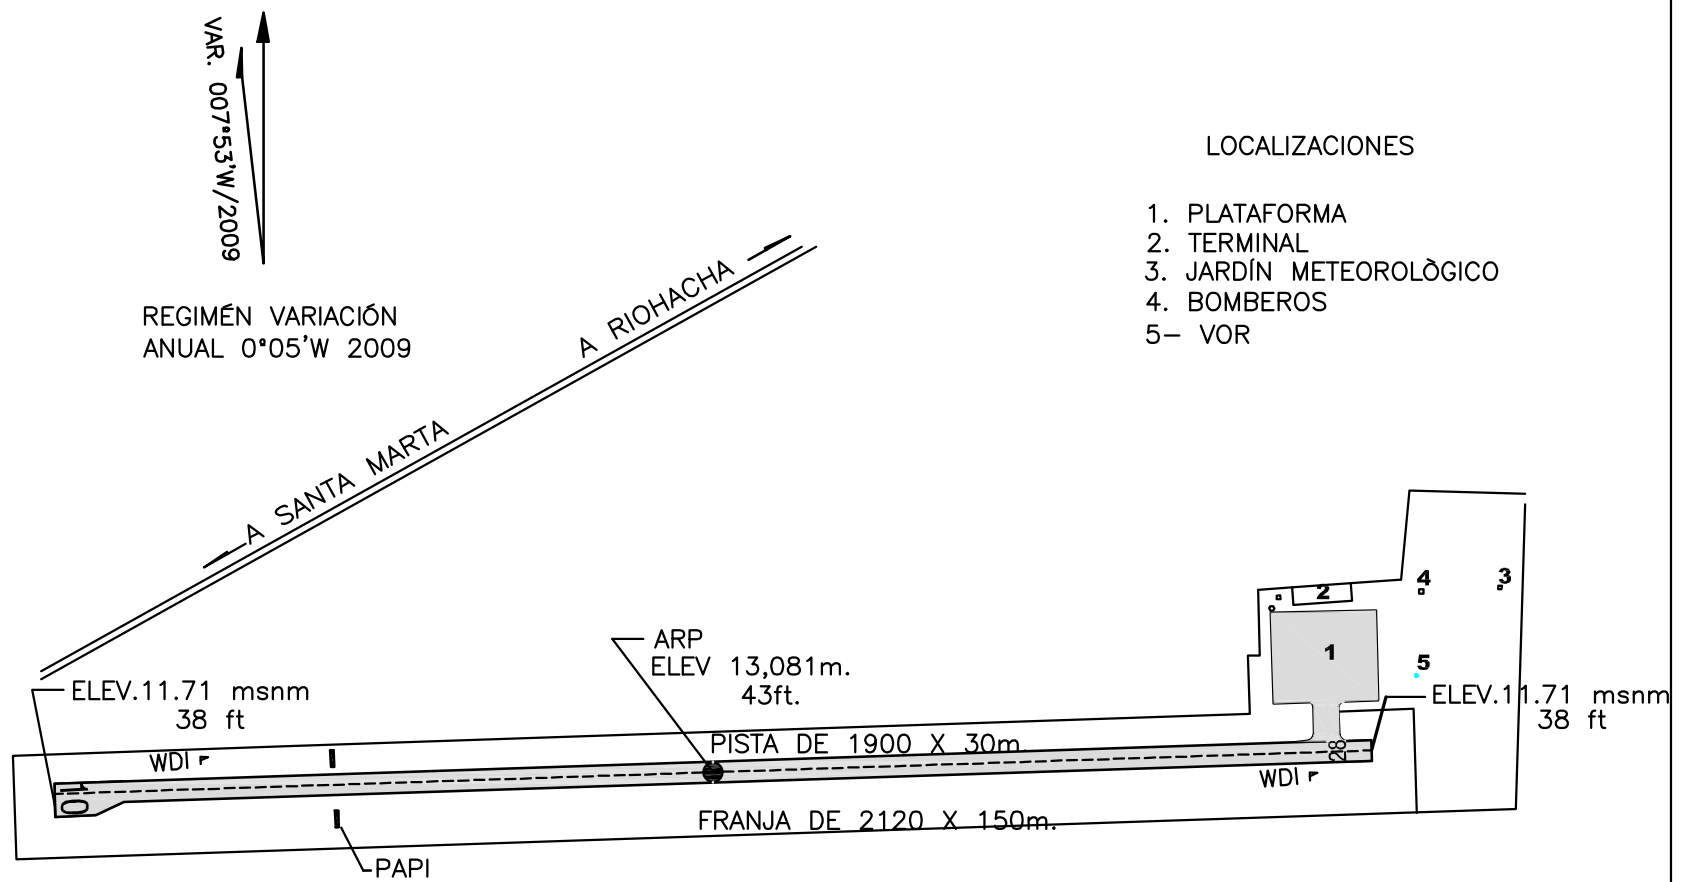 VAR. 007°53'W/2009
REGIMÉN VARIACIÓN
ANUAL 0°05'W 2009
LOCALIZACIONES
1. PLATAFORMA
2. TERMINAL
3. JARDÍN METEOROLÒGICO
4. BOMBEROS
5- VOR
A RIOHACHA
A SANTA MARTA
4
3
2
1
5
ARP
ELEV 13,081m.
43ft.
ELEV.11.71 msnm
38 ft
ELEV.11.71 msnm
38 ft
PISTA DE 1900 X 30m.
WDI
10
28
WDI
FRANJA DE 2120 X 150m.
PAPI